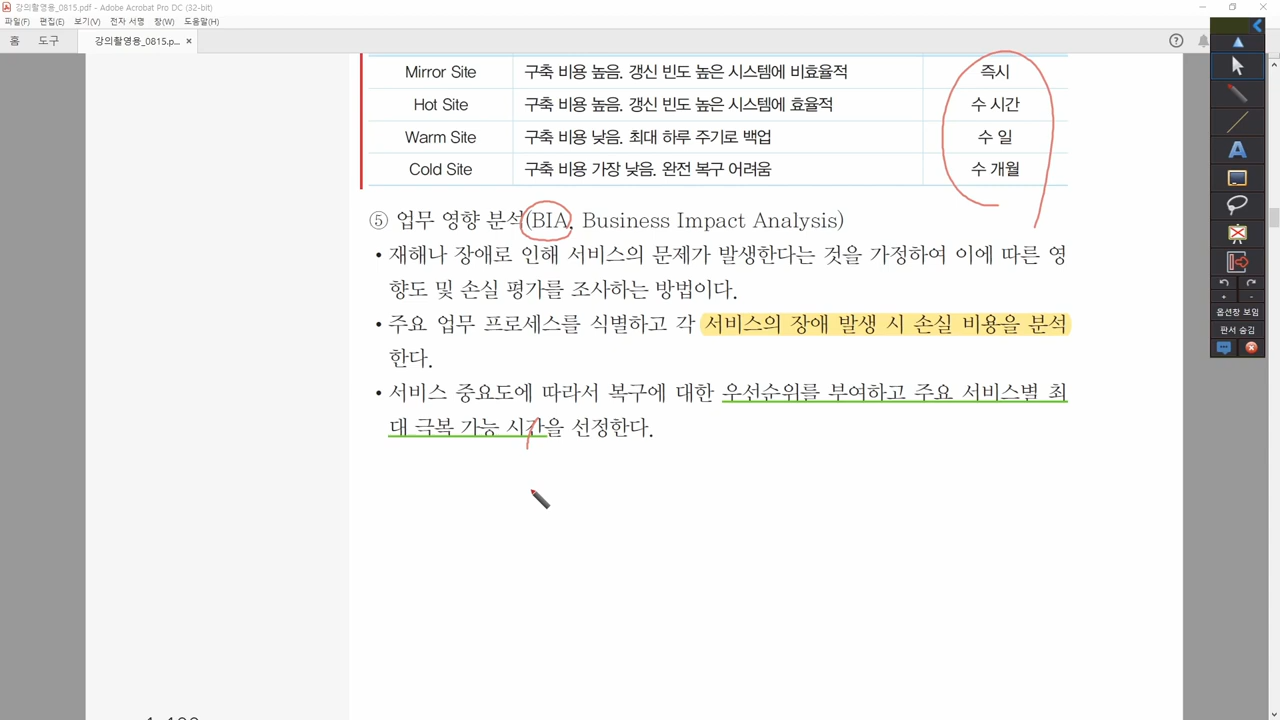 강의촬영용_0815.pdf - Adobe Acrobat Pro DC (32-bit)
파일(F) 편집(E) 보기(V) 전자 서명 창(W) 도움말(H)
홈 도구 강의촬영용_0815.p... ×
Mirror Site 구축 비용 높음. 갱신 빈도 높은 시스템에 비효율적 즉시
Hot Site 구축 비용 높음. 갱신 빈도 높은 시스템에 효율적 수 시간
Warm Site 구축 비용 낮음. 최대 하루 주기로 백업 수 일
Cold Site 구축 비용 가장 낮음. 완전 복구 어려움 수 개월
⑤ 업무 영향 분석(BIA, Business Impact Analysis)
• 재해나 장애로 인해 서비스의 문제가 발생한다는 것을 가정하여 이에 따른 영
향도 및 손실 평가를 조사하는 방법이다.
• 주요 업무 프로세스를 식별하고 각 서비스의 장애 발생 시 손실 비용을 분석
한다.
• 서비스 중요도에 따라서 복구에 대한 우선순위를 부여하고 주요 서비스별 최
대 극복 가능 시간을 선정한다.
옵션창 보임
판서 숨김